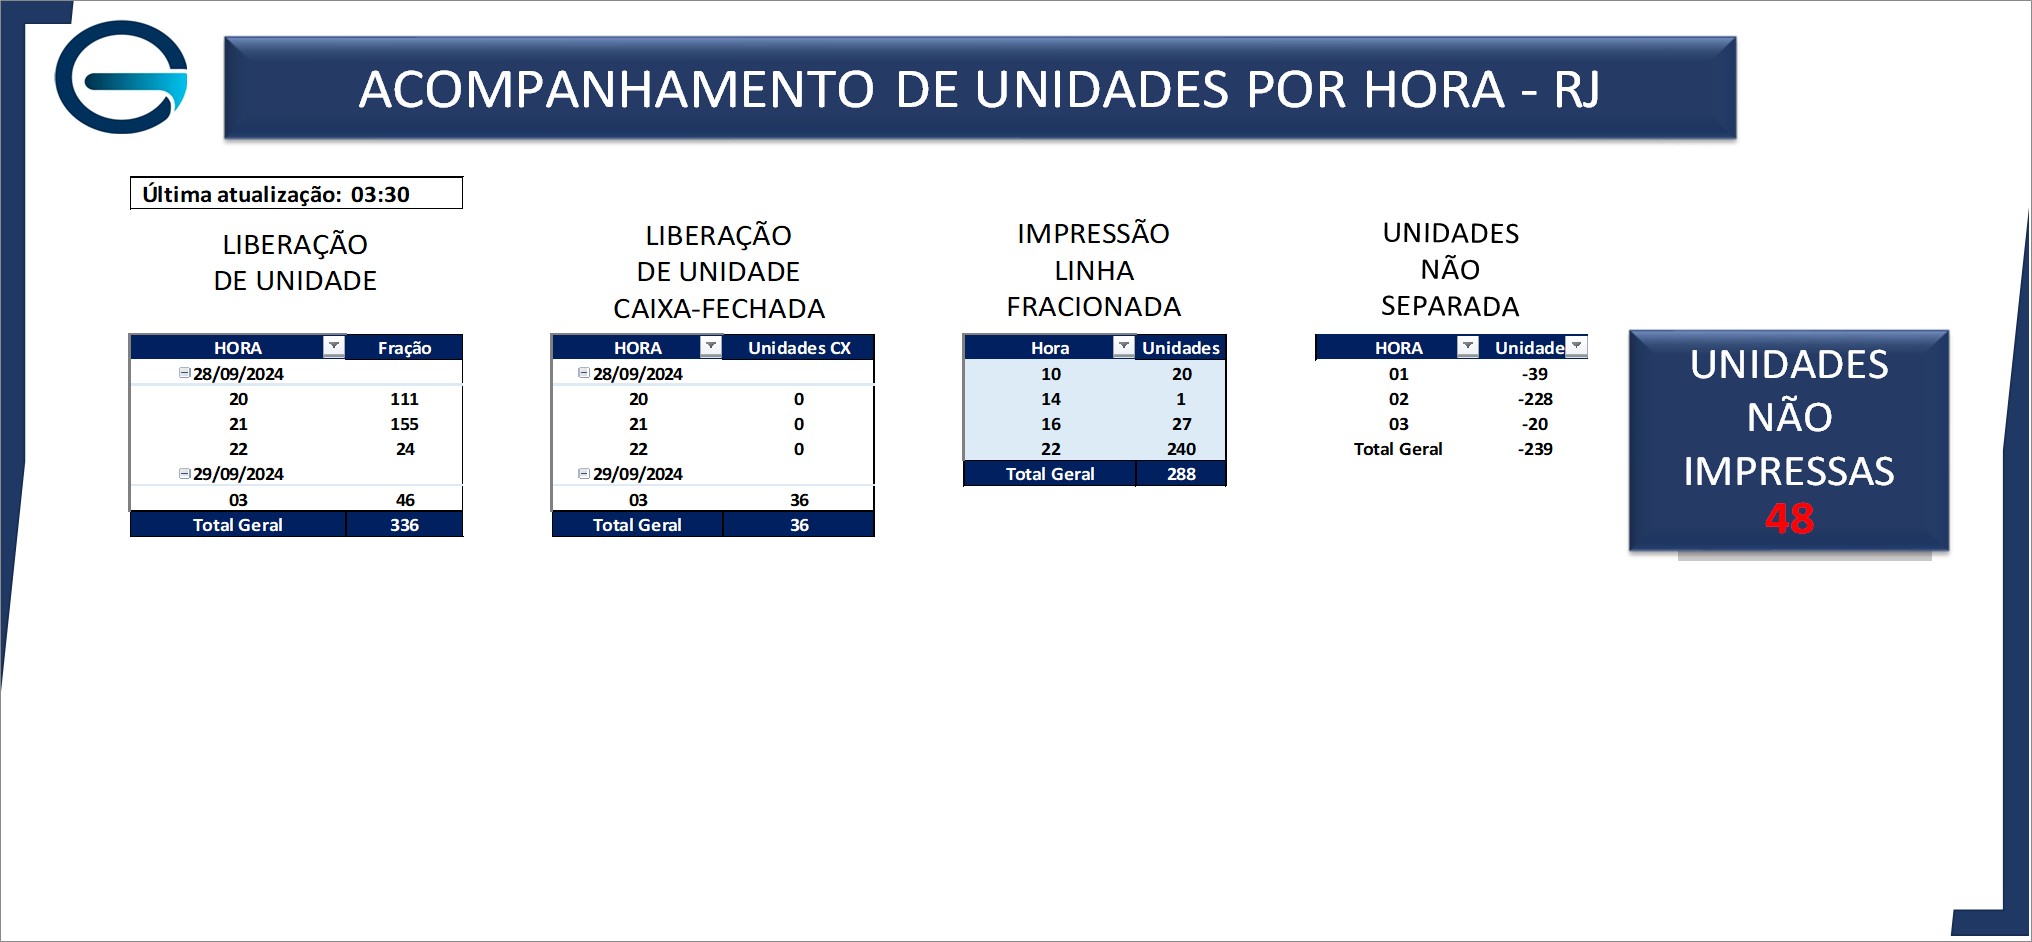 ACOMPANHAMENTO DE UNIDADES POR HORA - RJ
Última atualização: 03:30
LIBERAÇÃO
DE UNIDADE
HORA Fração
28/09/2024
20 111
21 155
22 24
29/09/2024
03 46
Total Geral 336
LIBERAÇÃO
DE UNIDADE
CAIXA-FECHADA
HORA Unidades CX
28/09/2024
20 0
21 0
22 0
29/09/2024
03 36
Total Geral 36
IMPRESSÃO
LINHA
FRACIONADA
Hora Unidades
10 20
14 1
16 27
22 240
Total Geral 288
UNIDADES
NÃO
SEPARADA
HORA Unidade
01 -39
02 -228
03 -20
Total Geral -239
UNIDADES
NÃO
IMPRESSAS
48